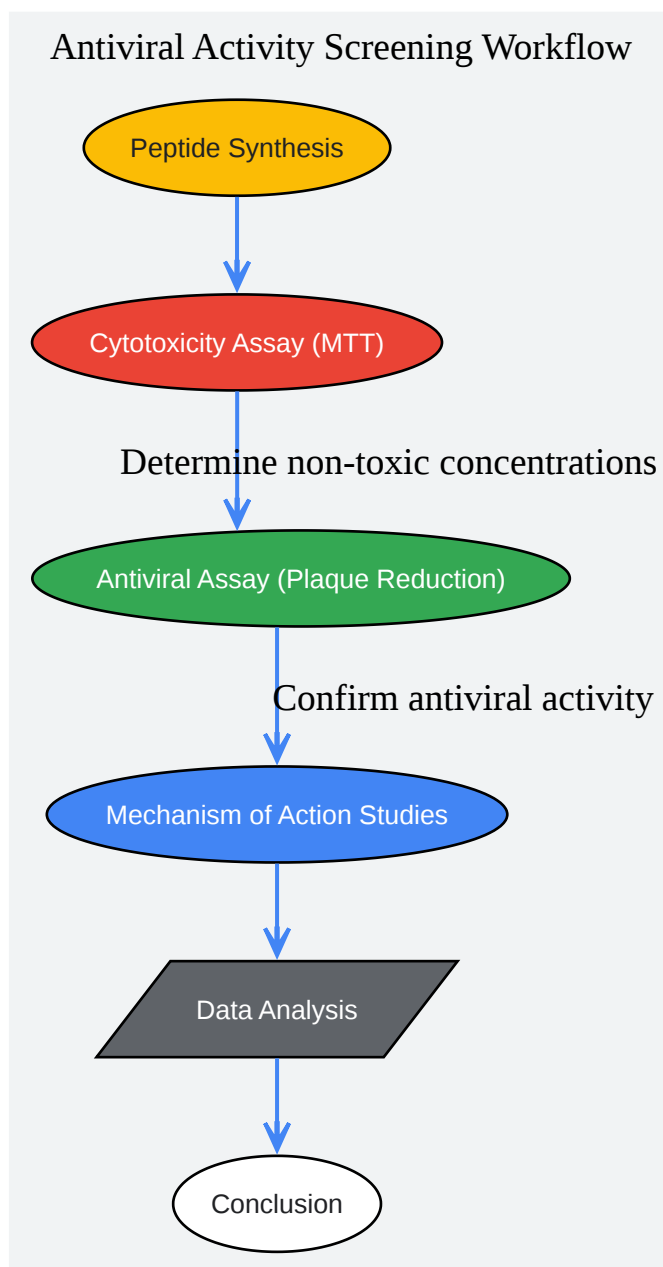 Antiviral Activity Screening Workflow
Peptide Synthesis
Cytotoxicity Assay (MTT)
Determine non-toxic concentrations
Antiviral Assay (Plaque Reduction)
Confirm antiviral activity
Mechanism of Action Studies
Data Analysis
Conclusion